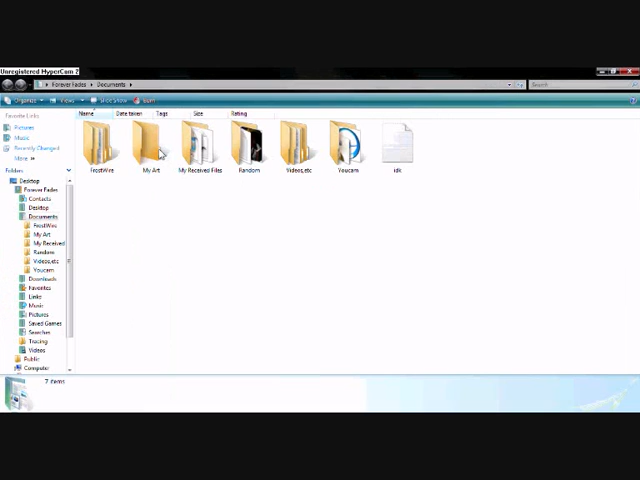 Unregistered HyperCam 2
Forever Fades ▸ Documents ▸
Search
Organize Views Slide Show Burn
Favorite Links
Pictures
Music
Recently Changed
More »
Folders
Desktop
Forever Fades
Contacts
Desktop
Documents
FrostWire
My Art
My Received
Random
Videos,etc
Youcam
Downloads
Favorites
Links
Music
Pictures
Saved Games
Searches
Tracing
Videos
Public
Computer
Name Date taken Tags Size Rating
FrostWire My Art My Received Files Random Videos,etc Youcam idk
7 items